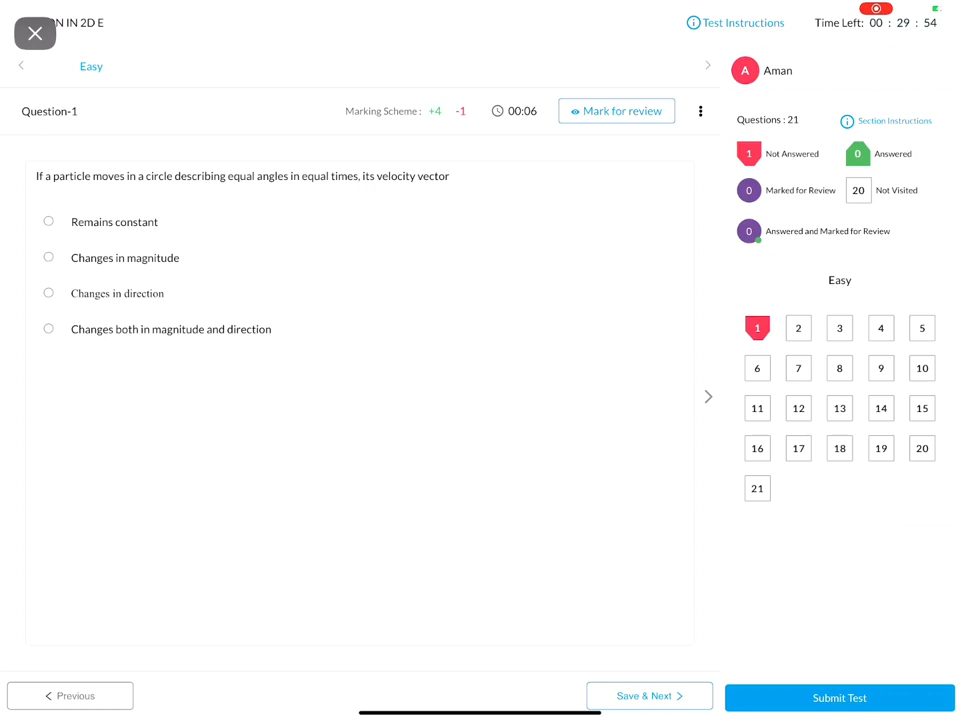 ON IN 2D E
Test Instructions
Time Left: 00 : 29 : 54
Easy
A Aman
Question-1
Marking Scheme : +4 -1
00:06
Mark for review
Questions : 21
Section Instructions
1 Not Answered
0 Answered
0 Marked for Review
20 Not Visited
0 Answered and Marked for Review
If a particle moves in a circle describing equal angles in equal times, its velocity vector
Remains constant
Changes in magnitude
Changes in direction
Changes both in magnitude and direction
Easy
1 2 3 4 5
6 7 8 9 10
11 12 13 14 15
16 17 18 19 20
21
Previous
Save & Next
Submit Test